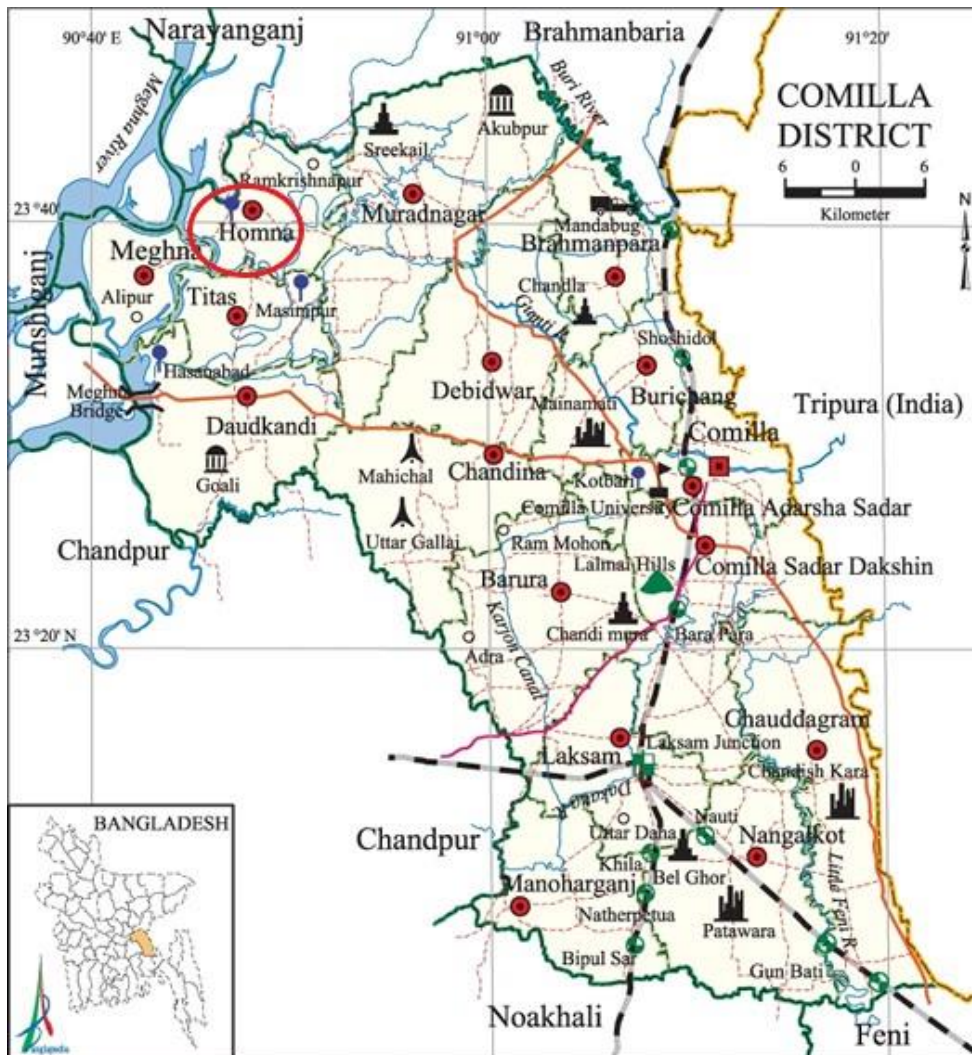 Narayanganj
Brahmanbaria
90°40' E
91°00'
91°20'
COMILLA
DISTRICT
6 0 6
Kilometer
N
Meghna River
Buri River
Akubpur
Sreekail
Ramkrishnapur
Muradnagar
23°40'
Homna
Mandabug
Brahmanpara
Meghna
Alipur
Titas
Masimpur
Chandla
Gumti R.
Shoshidol
Munshiganj
Hasanabad
Debidwar
Burichang
Meghna
Bridge
Mainamati
Tripura (India)
Daudkandi
Comilla
Goali
Mahichal
Chandina
Kotbari
Comilla University
Comilla Adarsha Sadar
Chandpur
Uttar Gallai
Ram Mohon
Lalmai Hills
Comilla Sadar Dakshin
Barura
23°20' N
Karjon Canal
Chandi mura
Bara Para
Adra
Chauddagram
Laksam
Laksam Junction
Chandish Kara
BANGLADESH
Chandpur
Uttar Daha
Nauti
Nangalkot
Khila
Bel Ghor
Little Feni R.
Manoharganj
Natherpetua
Patawara
Bipul Sar
Gun Bati
Noakhali
Feni